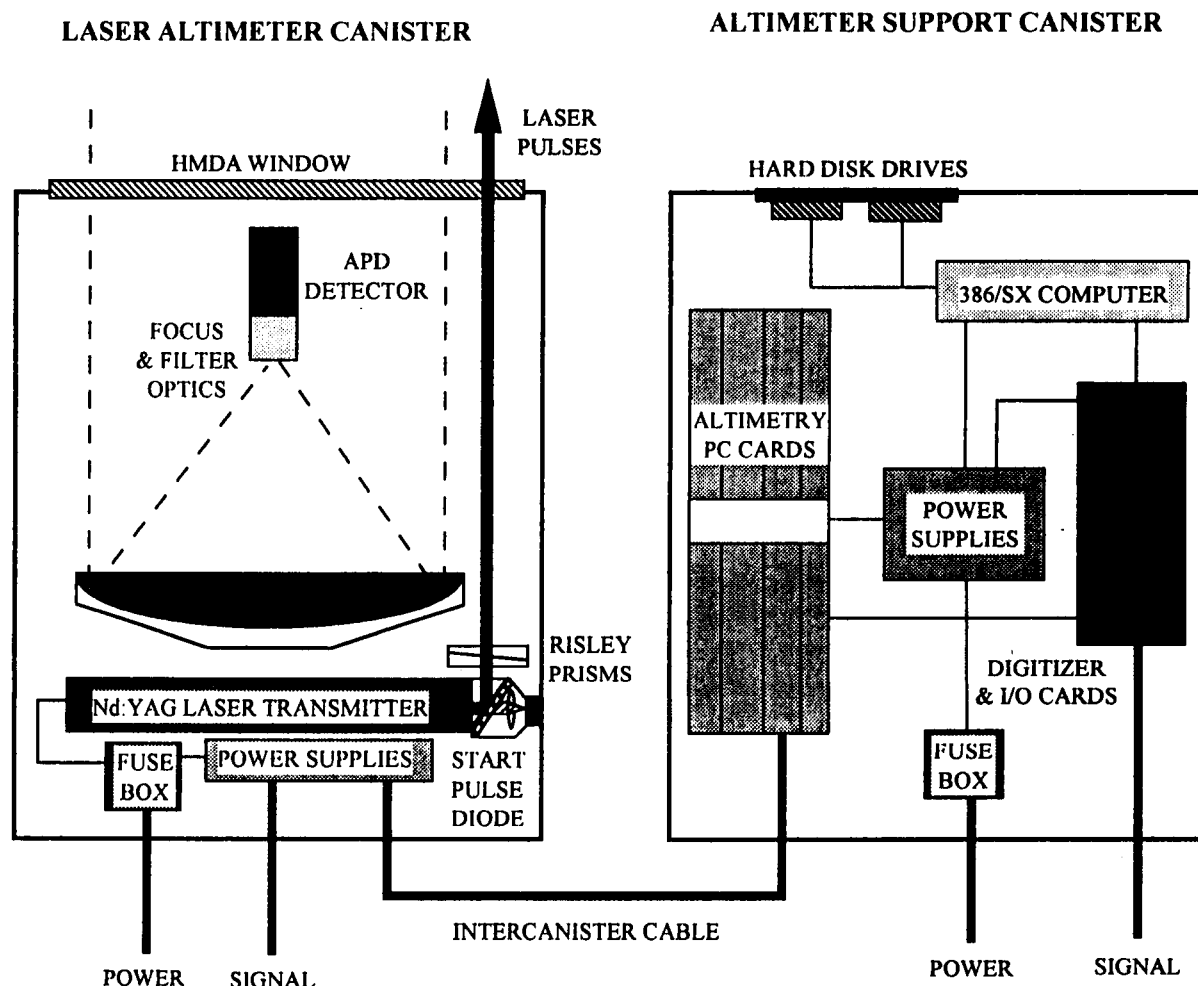 LASER ALTIMETER CANISTER
ALTIMETER SUPPORT CANISTER
LASER
PULSES
HMDA WINDOW
APD
DETECTOR
FOCUS
& FILTER
OPTICS
RISLEY
PRISMS
Nd:YAG LASER TRANSMITTER
POWER SUPPLIES
FUSE
BOX
START
PULSE
DIODE
POWER
SIGNAL
INTERCANISTER CABLE
HARD DISK DRIVES
386/SX COMPUTER
ALTIMETRY
PC CARDS
POWER
SUPPLIES
DIGITIZER
& I/O CARDS
FUSE
BOX
POWER
SIGNAL